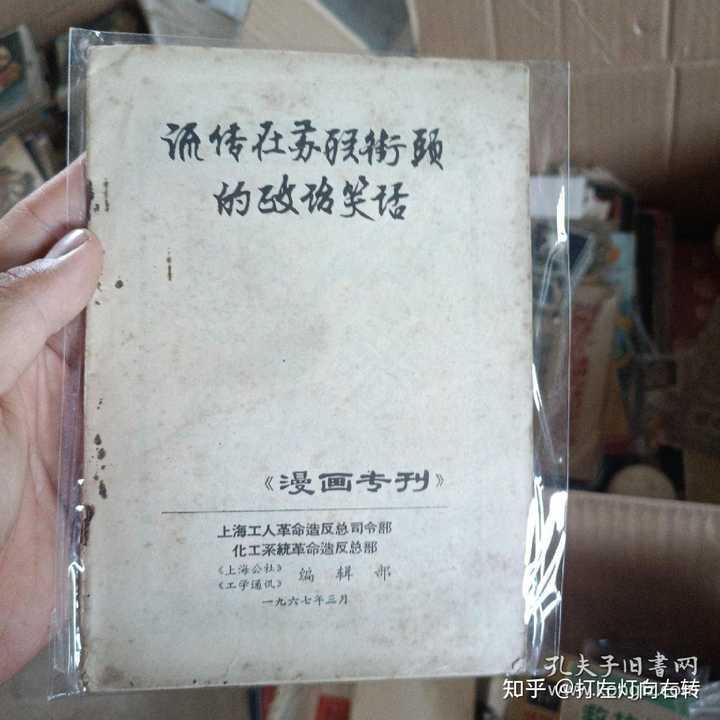 流传在苏联街头
的政治笑话
《漫画专刊》
上海工人革命造反总司令部
化工系統革命造反总部
《上海公社》
《工学通讯》
编辑部
一九六七年三月
孔夫子旧書网
知乎 @打左灯向右转